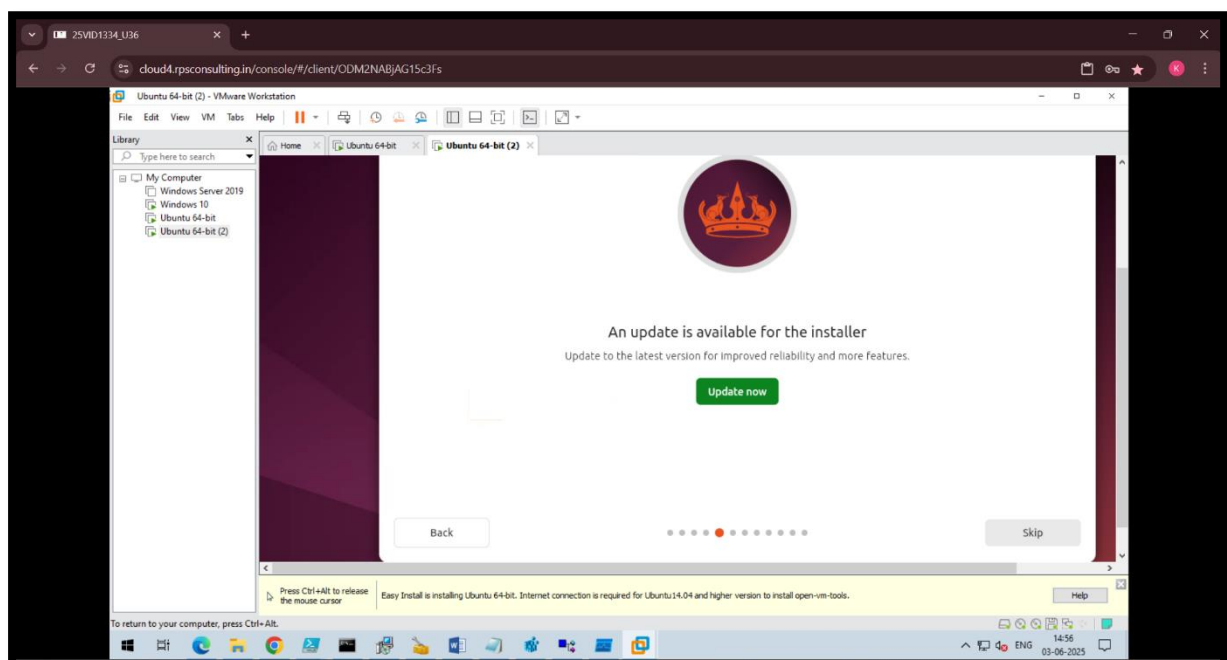 25VID1334_U36
cloud4.rpsconsulting.in/console/#/client/ODM2NABjAG15c3Fs
K
Ubuntu 64-bit (2) - VMware Workstation
File Edit View VM Tabs Help
Library
Type here to search
Home
Ubuntu 64-bit
Ubuntu 64-bit (2)
My Computer
Windows Server 2019
Windows 10
Ubuntu 64-bit
Ubuntu 64-bit (2)
An update is available for the installer
Update to the latest version for improved reliability and more features.
Update now
Back
Skip
Press Ctrl+Alt to release
the mouse cursor
Easy Install is installing Ubuntu 64-bit. Internet connection is required for Ubuntu14.04 and higher version to install open-vm-tools.
Help
To return to your computer, press Ctrl+Alt.
ENG
14:56
03-06-2025